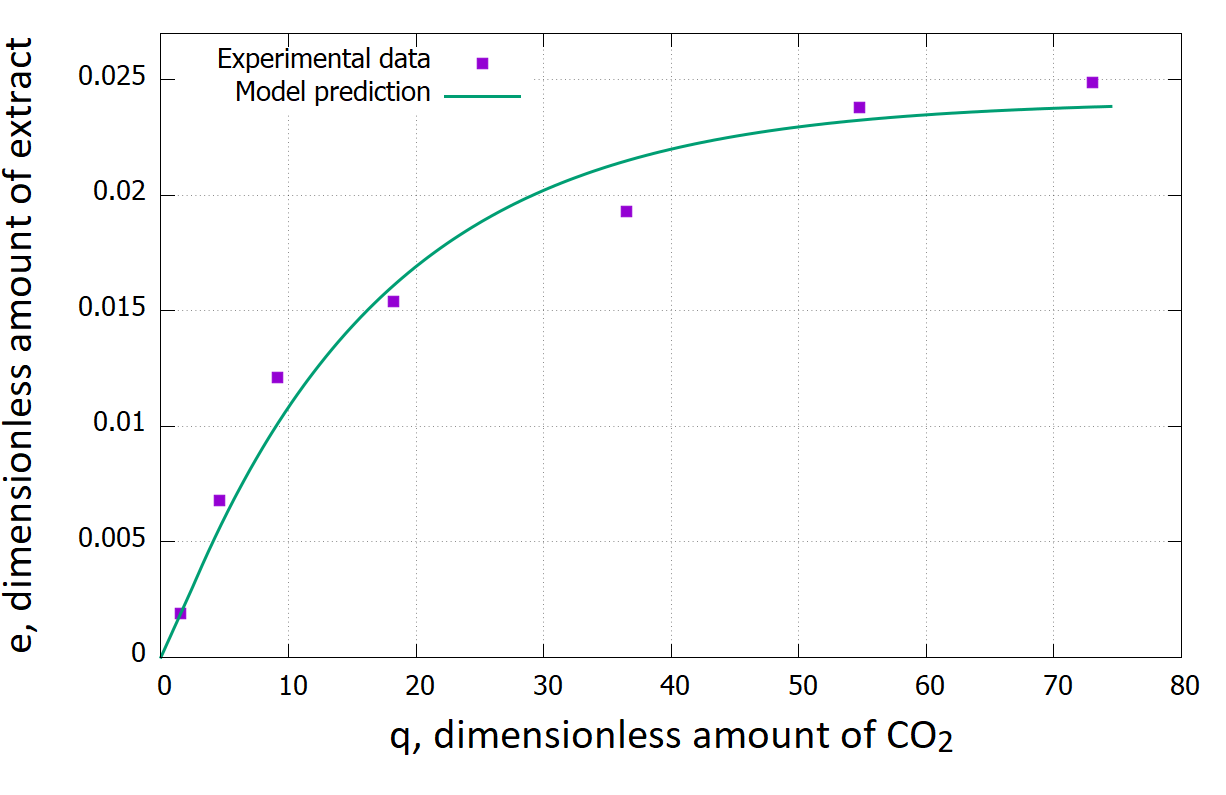 Experimental data
Model prediction
e, dimensionless amount of extract
0.025
0.02
0.015
0.01
0.005
0
0 10 20 30 40 50 60 70 80
q, dimensionless amount of CO2